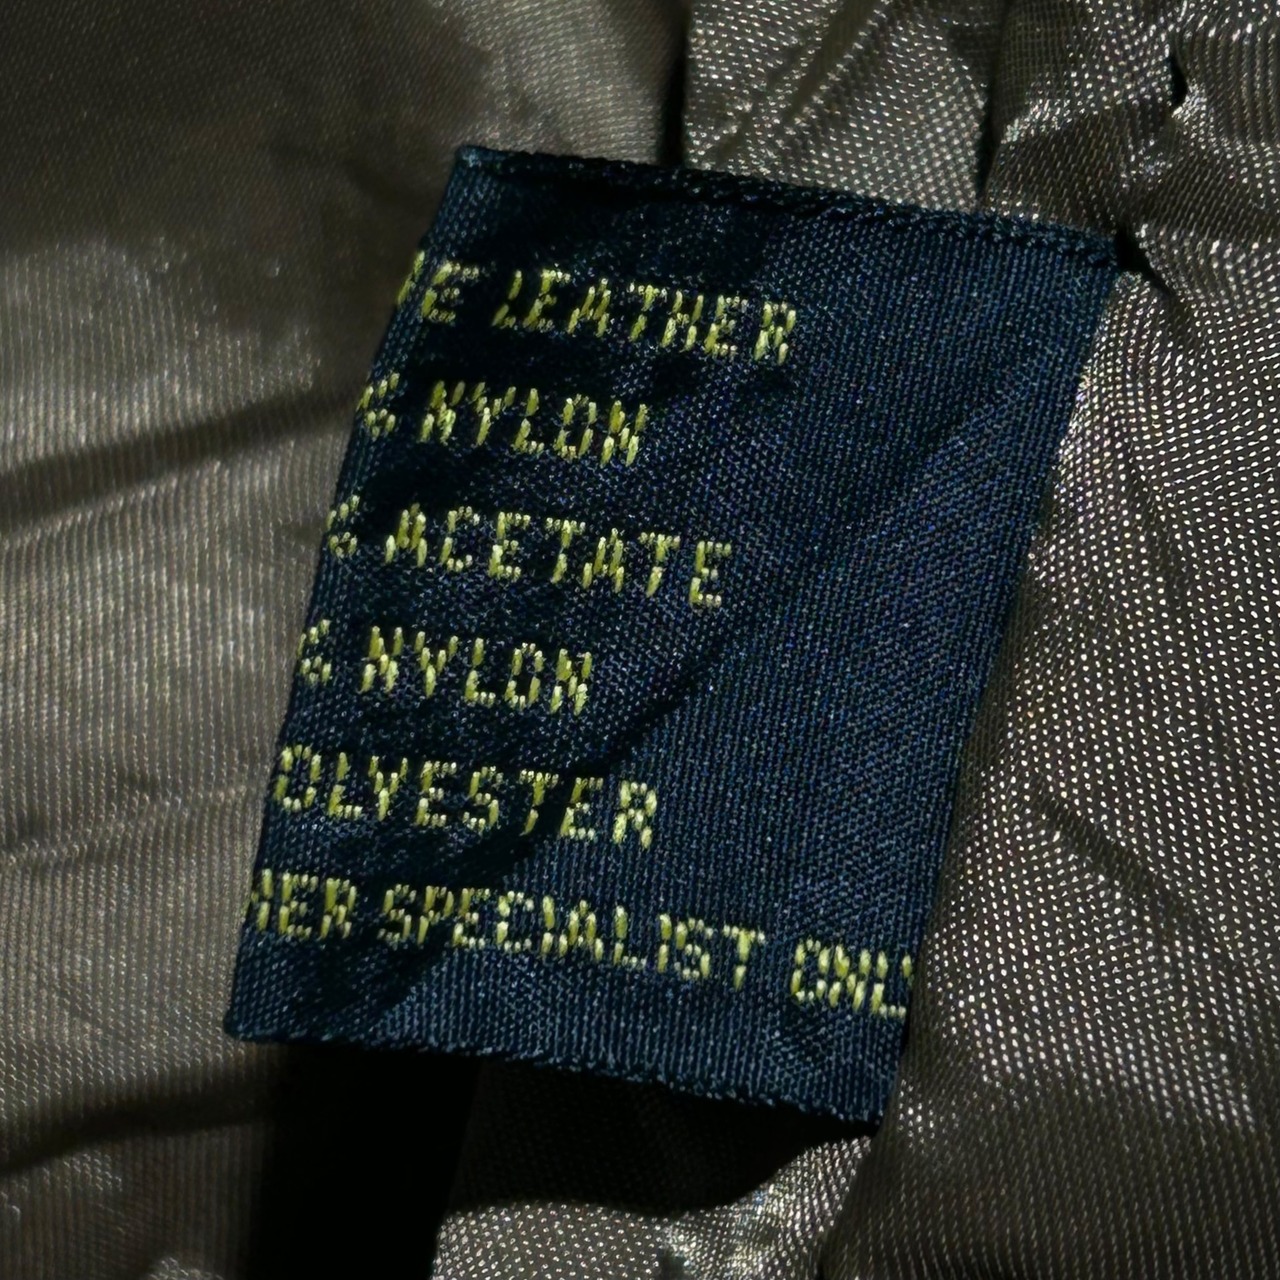 E LEATHER
% NYLON
% ACETATE
% NYLON
OLYESTER
HER SPECIALIST ONLY